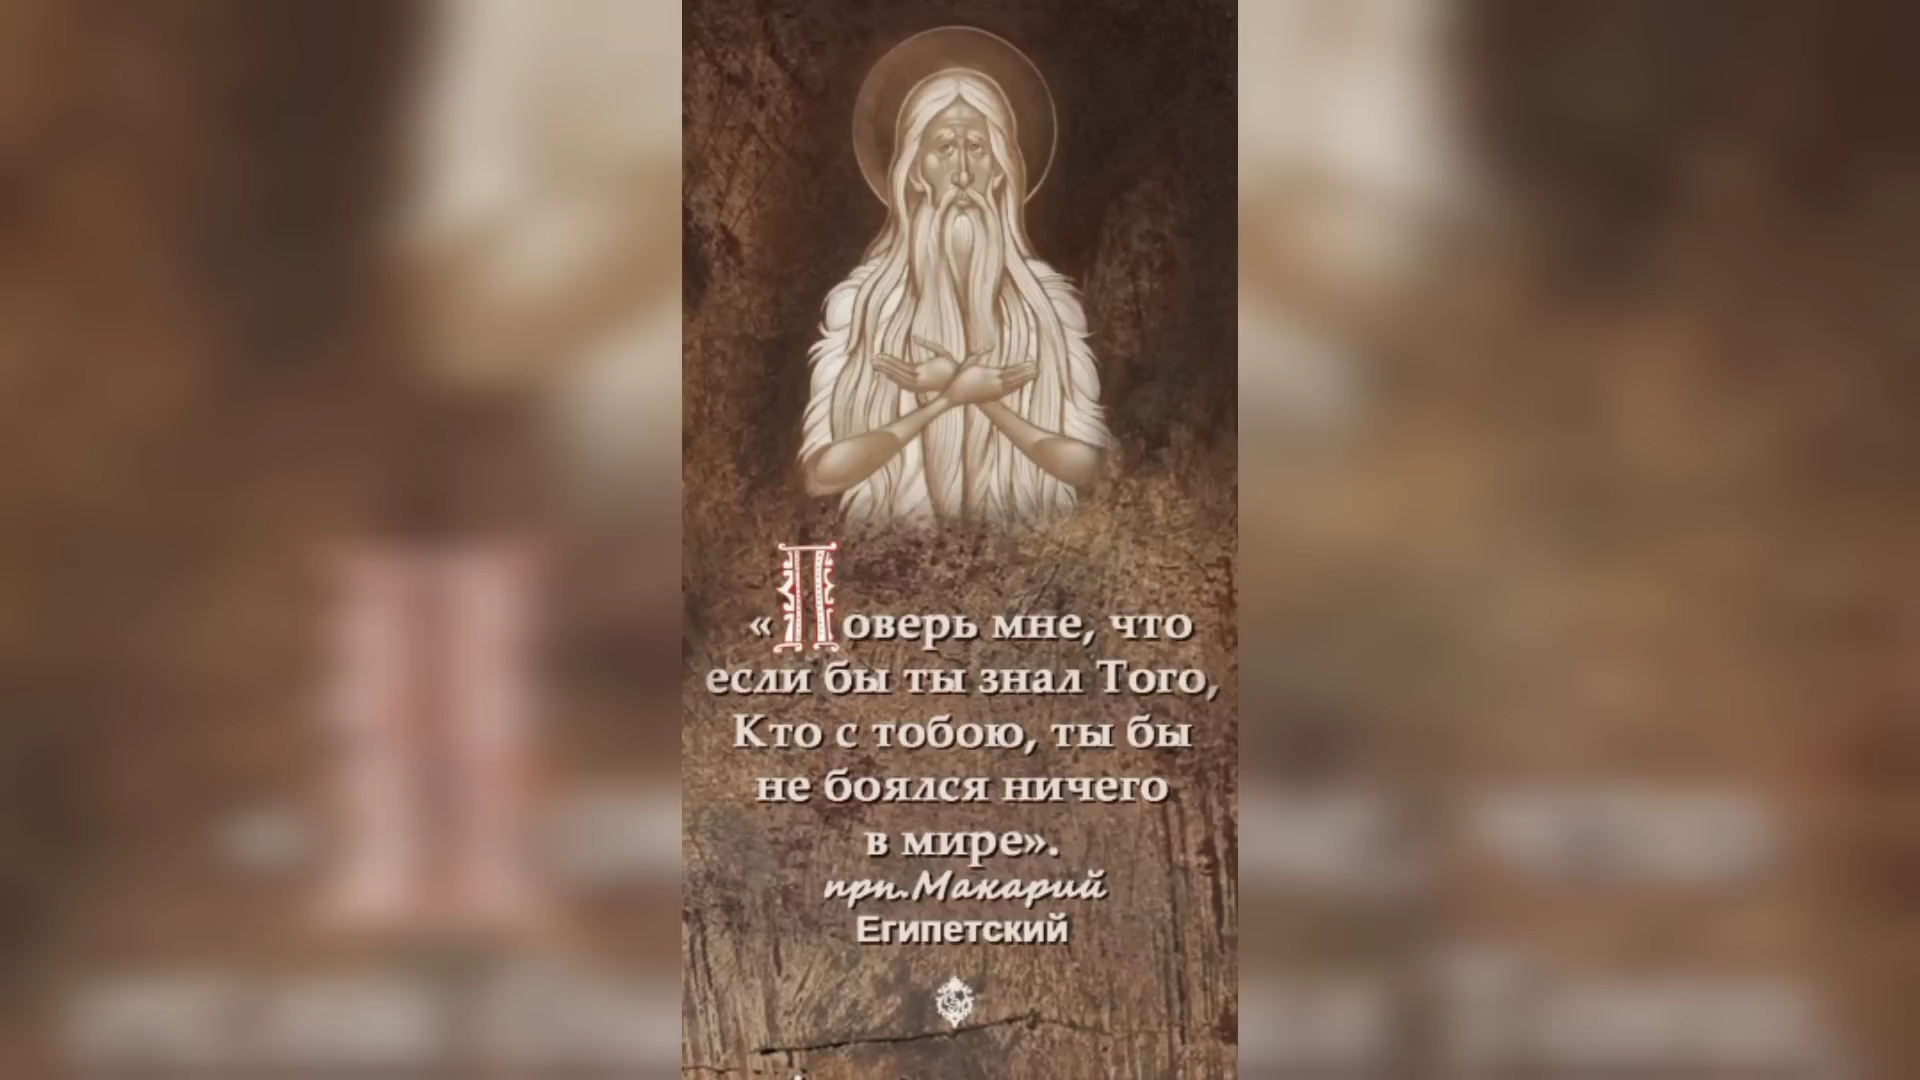 «Поверь мне, что
если бы ты знал Того,
Кто с тобою, ты бы
не боялся ничего
в мире».
прп.Макарий
Египетский